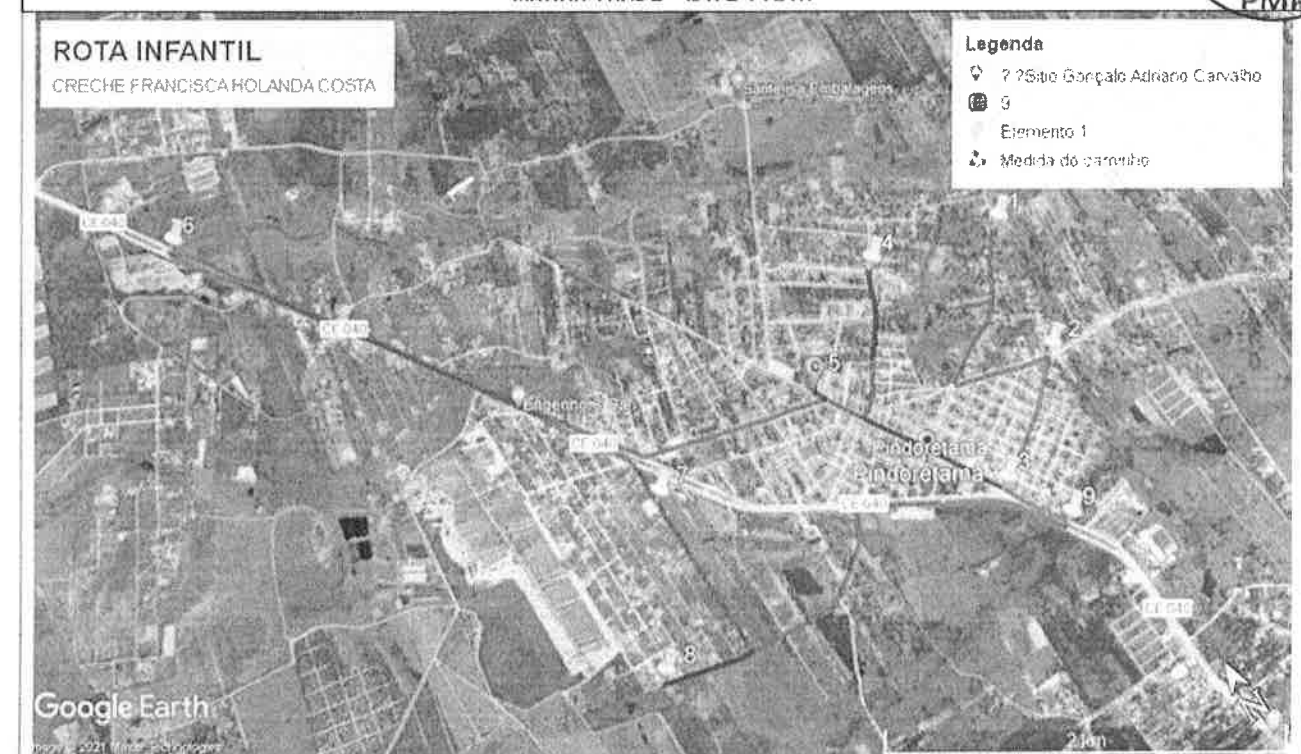 ROTA INFANTIL
CRECHE FRANCISCA HOLANDA COSTA
Legenda
? ?Sitio Gonçalo Adriano Carvalho
9
Elemento 1
Medida do caminho
1
CE 040
6
4
2
CE 040
5
CE 040
Pindoretama
Pindoretama
3
7
CE 040
9
CE 040
8
Google Earth
2 km
N